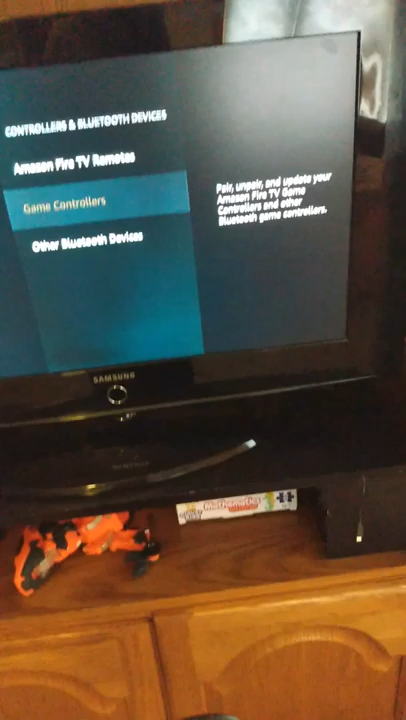 CONTROLLERS & BLUETOOTH DEVICES
Amazon Fire TV Remotes
Game Controllers
Other Bluetooth Devices
Pair, unpair, and update your
Amazon Fire TV Game
Controllers and other
Bluetooth game controllers.
SAMSUNG
Mathematics